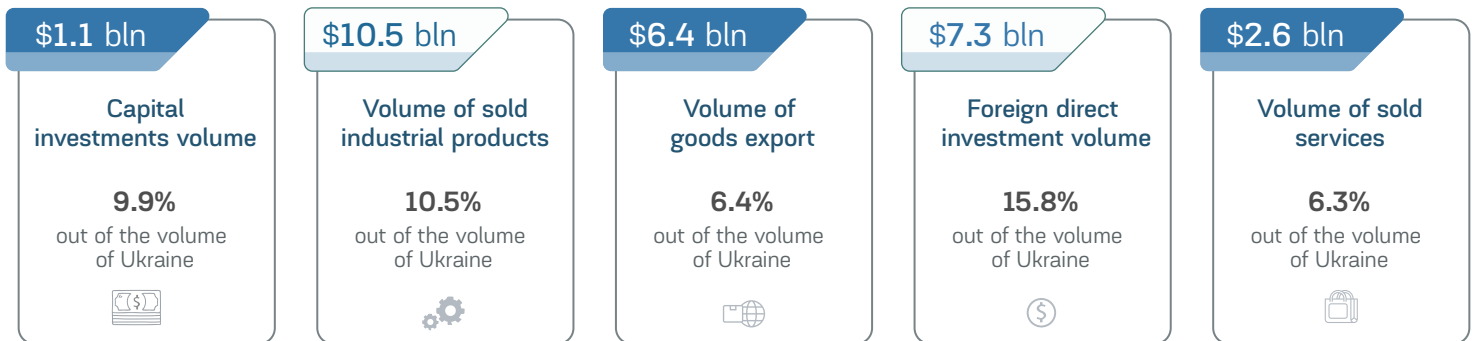 $1.1 bln
Capital
investments volume
9.9%
out of the volume
of Ukraine
$10.5 bln
Volume of sold
industrial products
10.5%
out of the volume
of Ukraine
$6.4 bln
Volume of
goods export
6.4%
out of the volume
of Ukraine
$7.3 bln
Foreign direct
investment volume
15.8%
out of the volume
of Ukraine
$2.6 bln
Volume of sold
services
6.3%
out of the volume
of Ukraine